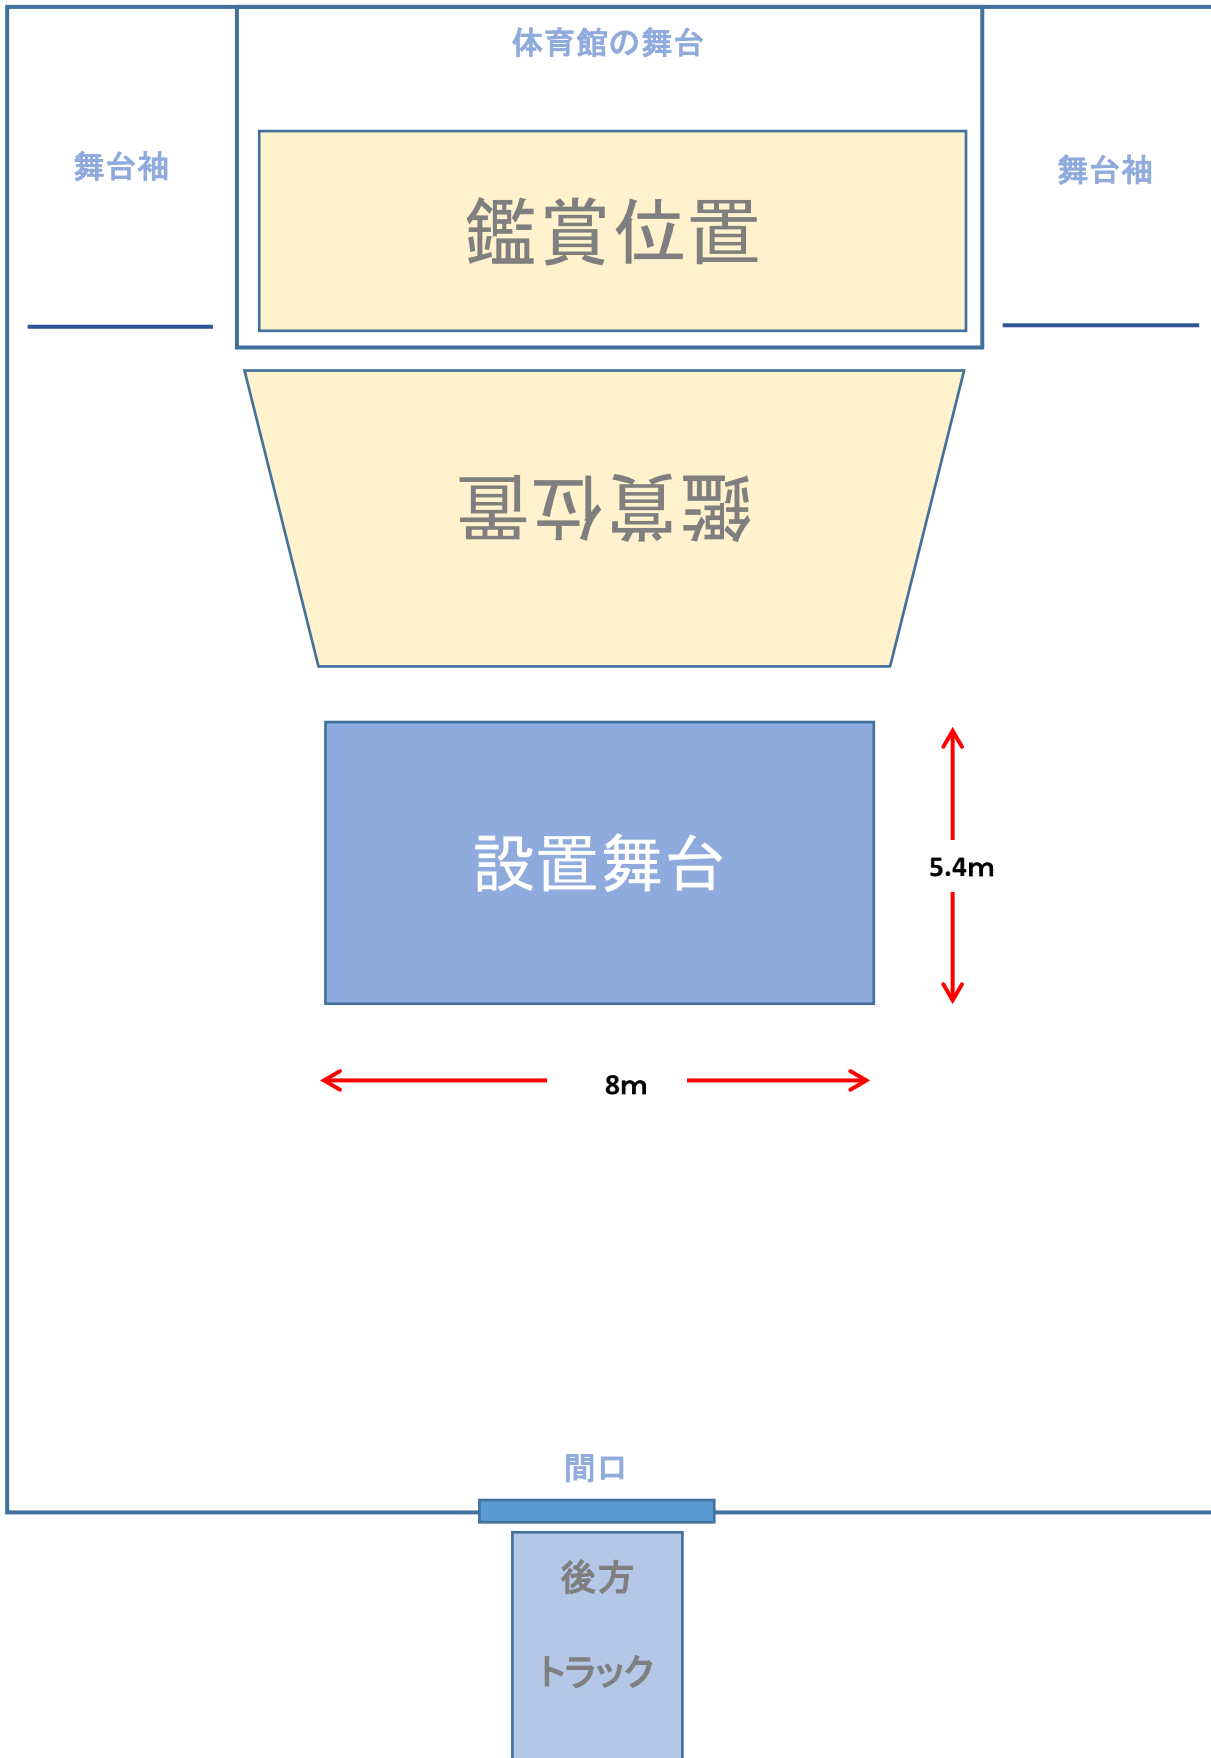 体育館の舞台
舞台袖
舞台袖
鑑賞位置
鑑賞位置
設置舞台
5.4m
8m
間口
後方
トラック